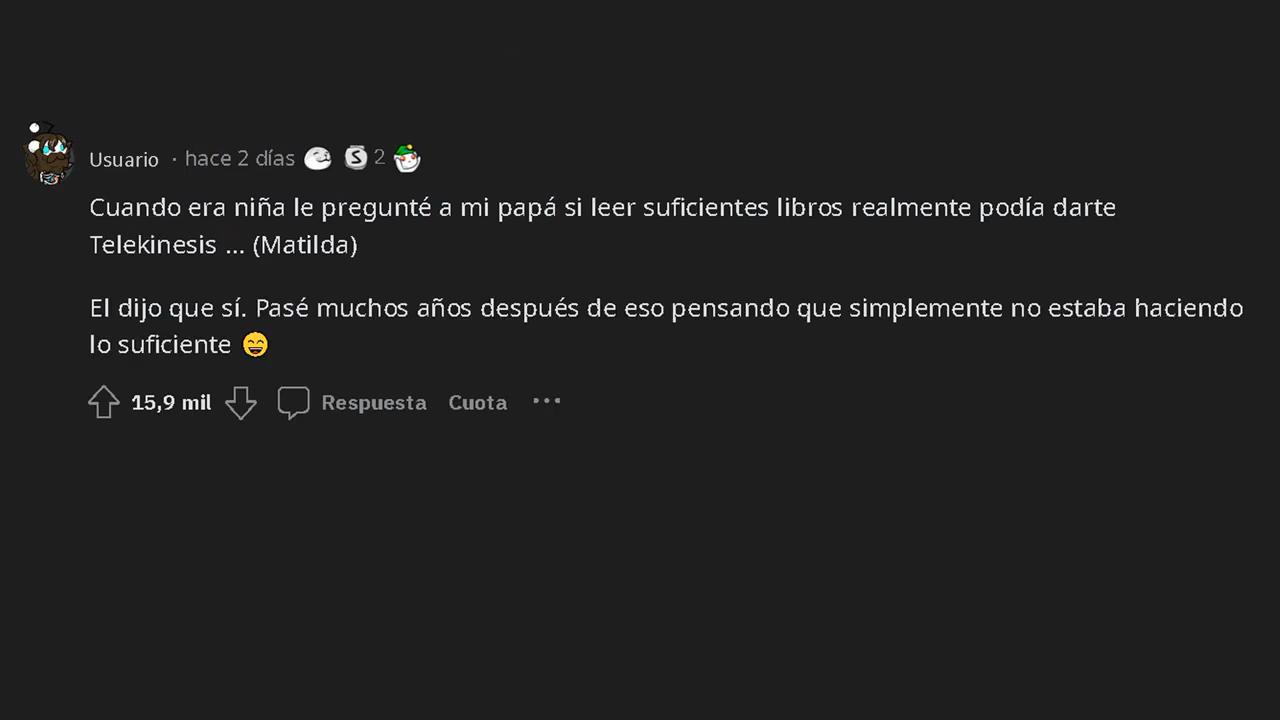 Usuario · hace 2 días 2
Cuando era niña le pregunté a mi papá si leer suficientes libros realmente podía darte
Telekinesis ... (Matilda)
El dijo que sí. Pasé muchos años después de eso pensando que simplemente no estaba haciendo
lo suficiente 😄
15,9 mil Respuesta Cuota ···